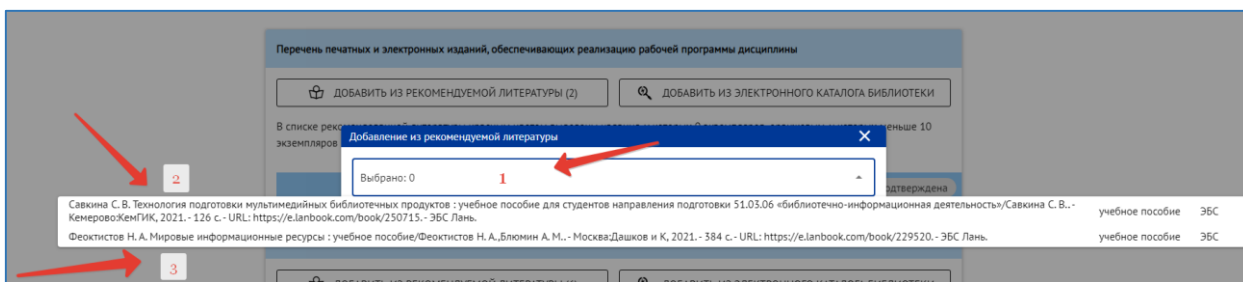 Перечень печатных и электронных изданий, обеспечивающих реализацию рабочей программы дисциплины
ДОБАВИТЬ ИЗ РЕКОМЕНДУЕМОЙ ЛИТЕРАТУРЫ (2)
ДОБАВИТЬ ИЗ ЭЛЕКТРОННОГО КАТАЛОГА БИБЛИОТЕКИ
В списке
меньше 10
экземпляров
Добавление из рекомендуемой литературы
Выбрано: 0
1
2
Савкина С. В. Технология подготовки мультимедийных библиотечных продуктов : учебное пособие для студентов направления подготовки 51.03.06 «библиотечно-информационная деятельность»/Савкина С. В.. -
Кемерово:КемГИК, 2021. - 126 с. - URL: https://e.lanbook.com/book/250715. - ЭБС Лань.
учебное пособие
ЭБС
Феоктистов Н. А. Мировые информационные ресурсы : учебное пособие/Феоктистов Н. А.,Блюмин А. М.. - Москва:Дашков и К, 2021. - 384 с. - URL: https://e.lanbook.com/book/229520. - ЭБС Лань.
учебное пособие
ЭБС
3